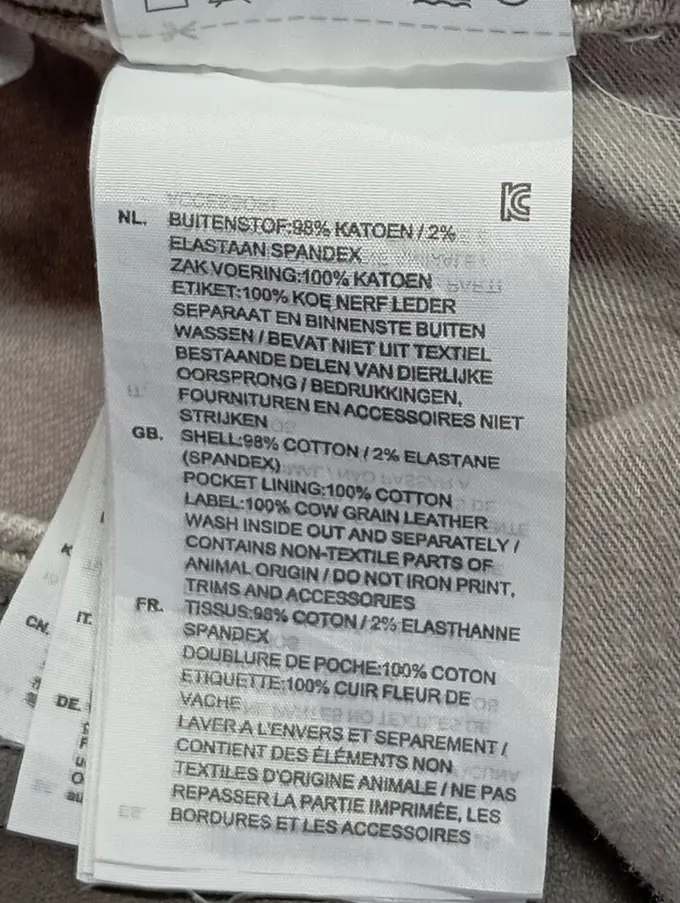 NL. BUITENSTOF:98% KATOEN / 2%
ELASTAAN SPANDEX
ZAK VOERING:100% KATOEN
ETIKET:100% KOE NERF LEDER
SEPARAAT EN BINNENSTE BUITEN
WASSEN / BEVAT NIET UIT TEXTIEL
BESTAANDE DELEN VAN DIERLIJKE
OORSPRONG / BEDRUKKINGEN,
FOURNITUREN EN ACCESSOIRES NIET
STRIJKEN
GB. SHELL:98% COTTON / 2% ELASTANE
(SPANDEX)
POCKET LINING:100% COTTON
LABEL:100% COW GRAIN LEATHER
WASH INSIDE OUT AND SEPARATELY /
CONTAINS NON-TEXTILE PARTS OF
ANIMAL ORIGIN / DO NOT IRON PRINT,
TRIMS AND ACCESSORIES
FR. TISSUS:98% COTON / 2% ELASTHANNE
SPANDEX
DOUBLURE DE POCHE:100% COTON
ETIQUETTE:100% CUIR FLEUR DE
VACHE
LAVER A L'ENVERS ET SEPAREMENT /
CONTIENT DES ÉLÉMENTS NON
TEXTILES D'ORIGINE ANIMALE / NE PAS
REPASSER LA PARTIE IMPRIMÉE, LES
BORDURES ET LES ACCESSOIRES
CN.
IT.
DE.